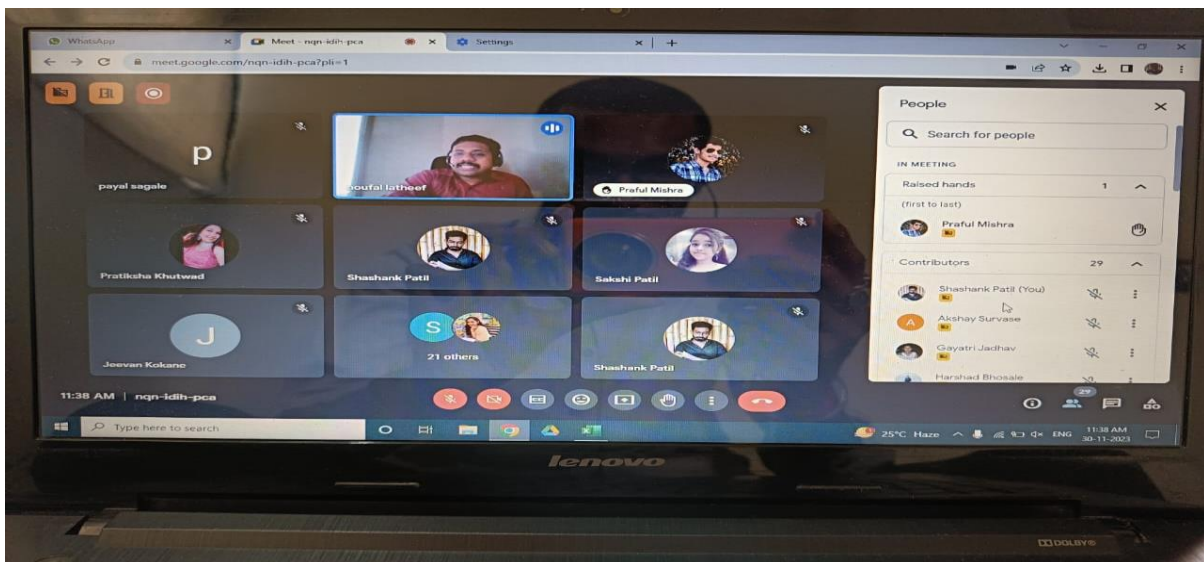 WhatsApp
Meet - nqn-idih-pca
Settings
meet.google.com/nqn-idih-pca?pli=1
People
Search for people
IN MEETING
Raised hands 1
(first to last)
Praful Mishra
Contributors 29
Shashank Patil (You)
A Akshay Survase
Gayatri Jadhav
Harshad Bhosale
p
payal sagale
noufal latheef
Praful Mishra
Pratiksha Khutwad
Shashank Patil
Sakshi Patil
J
Jeevan Kokane
S
21 others
Shashank Patil
11:38 AM | nqn-idih-pca
29
Type here to search
25°C Haze
ENG
11:38 AM
30-11-2023
lenovo
DOLBY